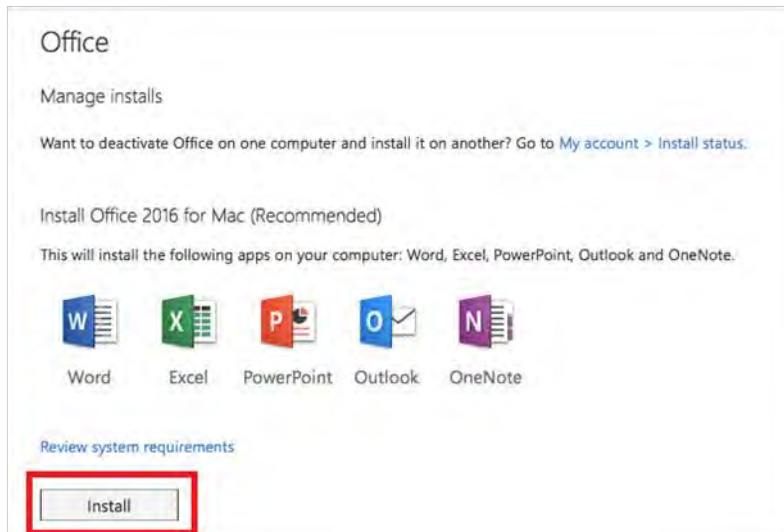 Office
Manage installs
Want to deactivate Office on one computer and install it on another? Go to My account > Install status.
Install Office 2016 for Mac (Recommended)
This will install the following apps on your computer: Word, Excel, PowerPoint, Outlook and OneNote.
W X P O N
Word Excel PowerPoint Outlook OneNote
Review system requirements
Install